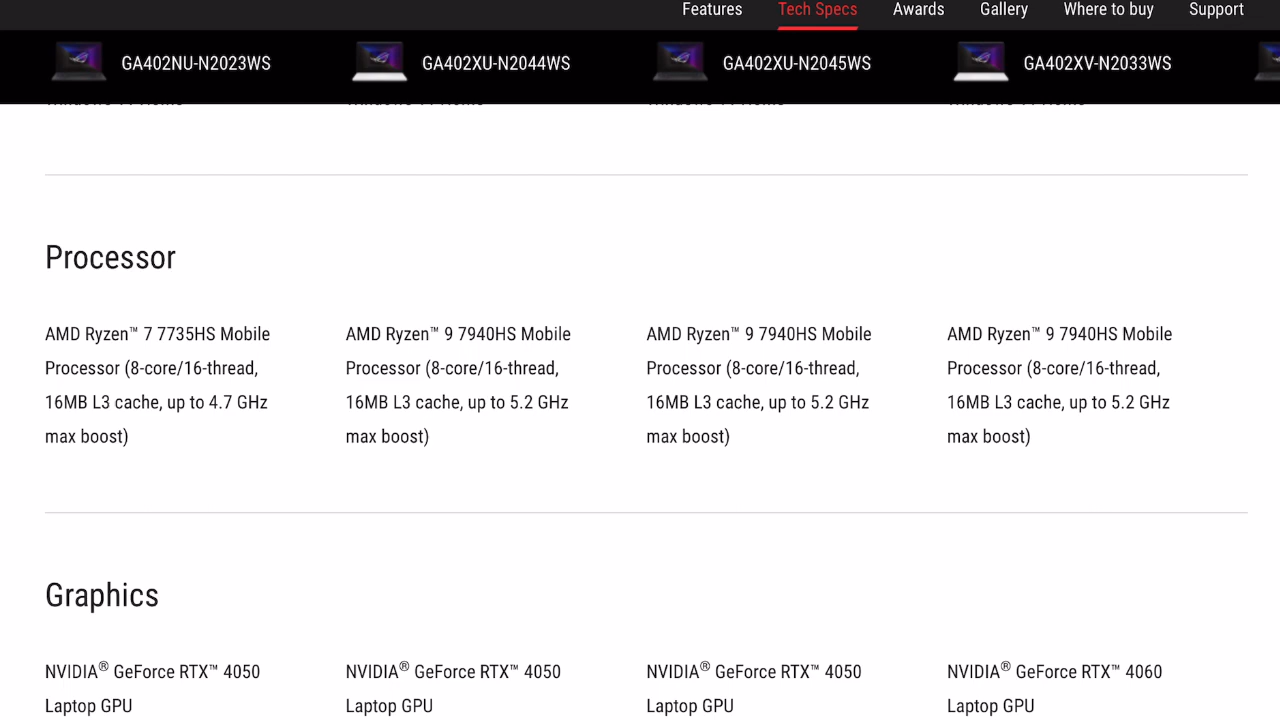 Features Tech Specs Awards Gallery Where to buy Support
GA402NU-N2023WS GA402XU-N2044WS GA402XU-N2045WS GA402XV-N2033WS
Processor
AMD Ryzen™ 7 7735HS Mobile
Processor (8-core/16-thread,
16MB L3 cache, up to 4.7 GHz
max boost)
AMD Ryzen™ 9 7940HS Mobile
Processor (8-core/16-thread,
16MB L3 cache, up to 5.2 GHz
max boost)
AMD Ryzen™ 9 7940HS Mobile
Processor (8-core/16-thread,
16MB L3 cache, up to 5.2 GHz
max boost)
AMD Ryzen™ 9 7940HS Mobile
Processor (8-core/16-thread,
16MB L3 cache, up to 5.2 GHz
max boost)
Graphics
NVIDIA® GeForce RTX™ 4050
Laptop GPU
NVIDIA® GeForce RTX™ 4050
Laptop GPU
NVIDIA® GeForce RTX™ 4050
Laptop GPU
NVIDIA® GeForce RTX™ 4060
Laptop GPU